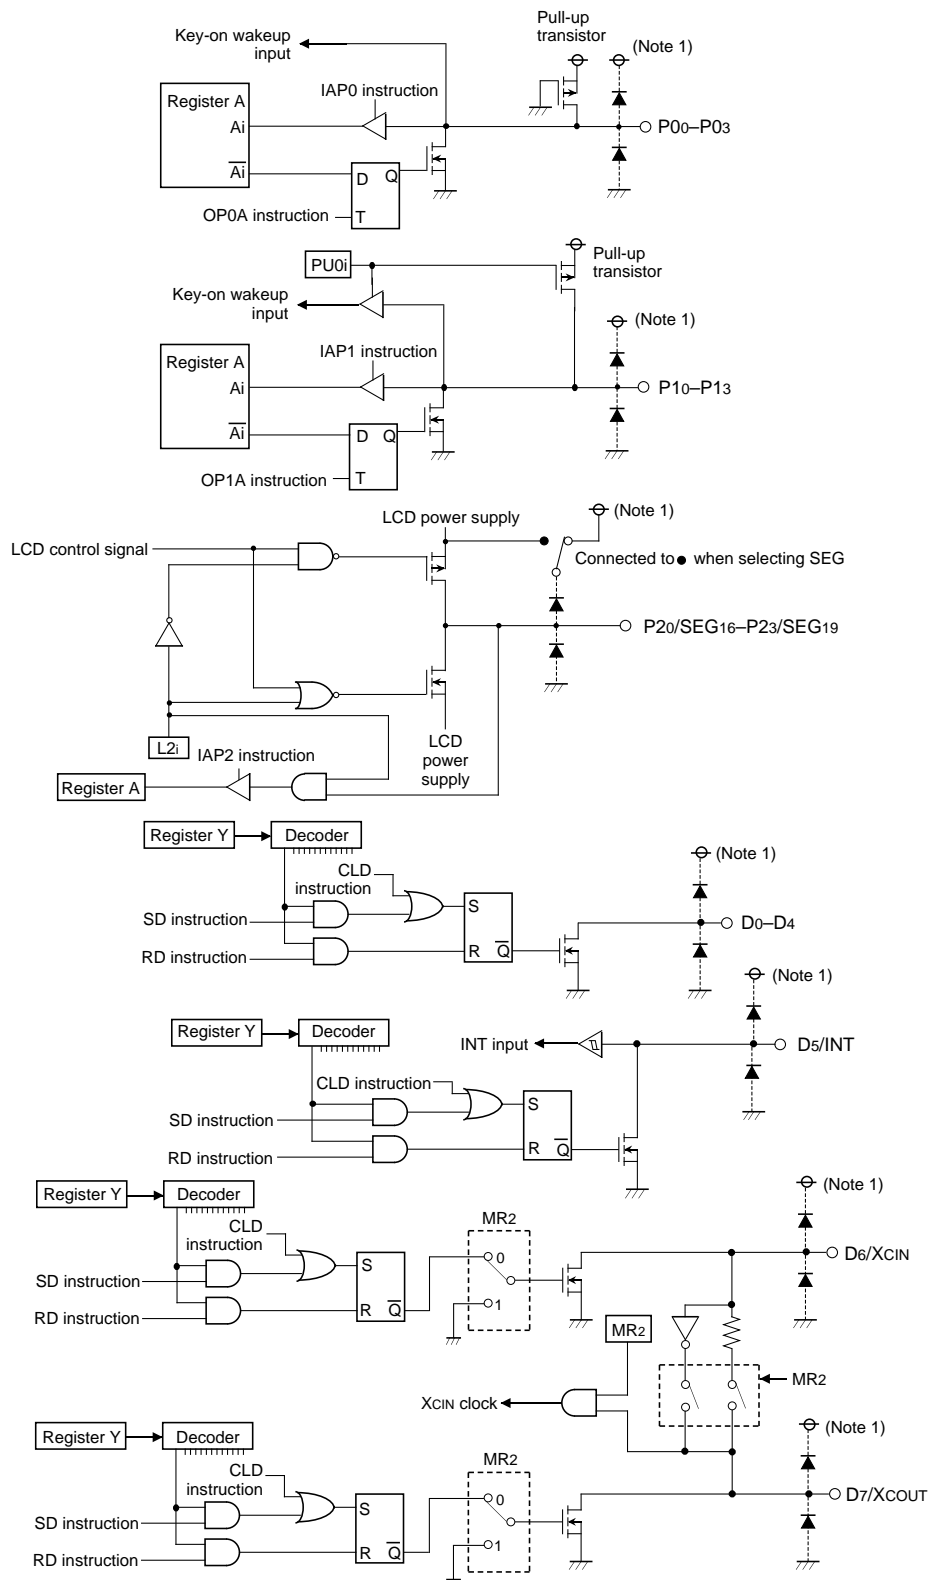 Pull-up
transistor
(Note 1)
Key-on wakeup
input
Register A
IAP0 instruction
Ai
P00–P03
Ai
D Q
OP0A instruction
T
PU0i
Pull-up
transistor
Key-on wakeup
input
(Note 1)
Register A
IAP1 instruction
Ai
P10–P13
Ai
D Q
OP1A instruction
T
LCD power supply
(Note 1)
LCD control signal
Connected to ● when selecting SEG
P20/SEG16–P23/SEG19
L2i
LCD
power
supply
IAP2 instruction
Register A
Register Y
Decoder
(Note 1)
CLD
instruction
S
SD instruction
D0–D4
R Q
RD instruction
(Note 1)
Register Y
Decoder
INT input
D5/INT
CLD instruction
S
SD instruction
R Q
RD instruction
Register Y
Decoder
(Note 1)
MR2
CLD
instruction
S
0
D6/XCIN
SD instruction
R Q
1
RD instruction
MR2
MR2
XCIN clock
Register Y
Decoder
(Note 1)
MR2
CLD
instruction
S
0
D7/XCOUT
SD instruction
R Q
1
RD instruction